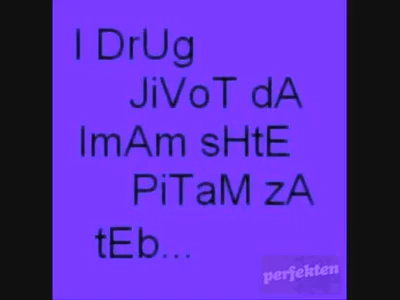 I DrUg
JiVoT dA
ImAm sHtE
PiTaM zA
tEb...
perfekten